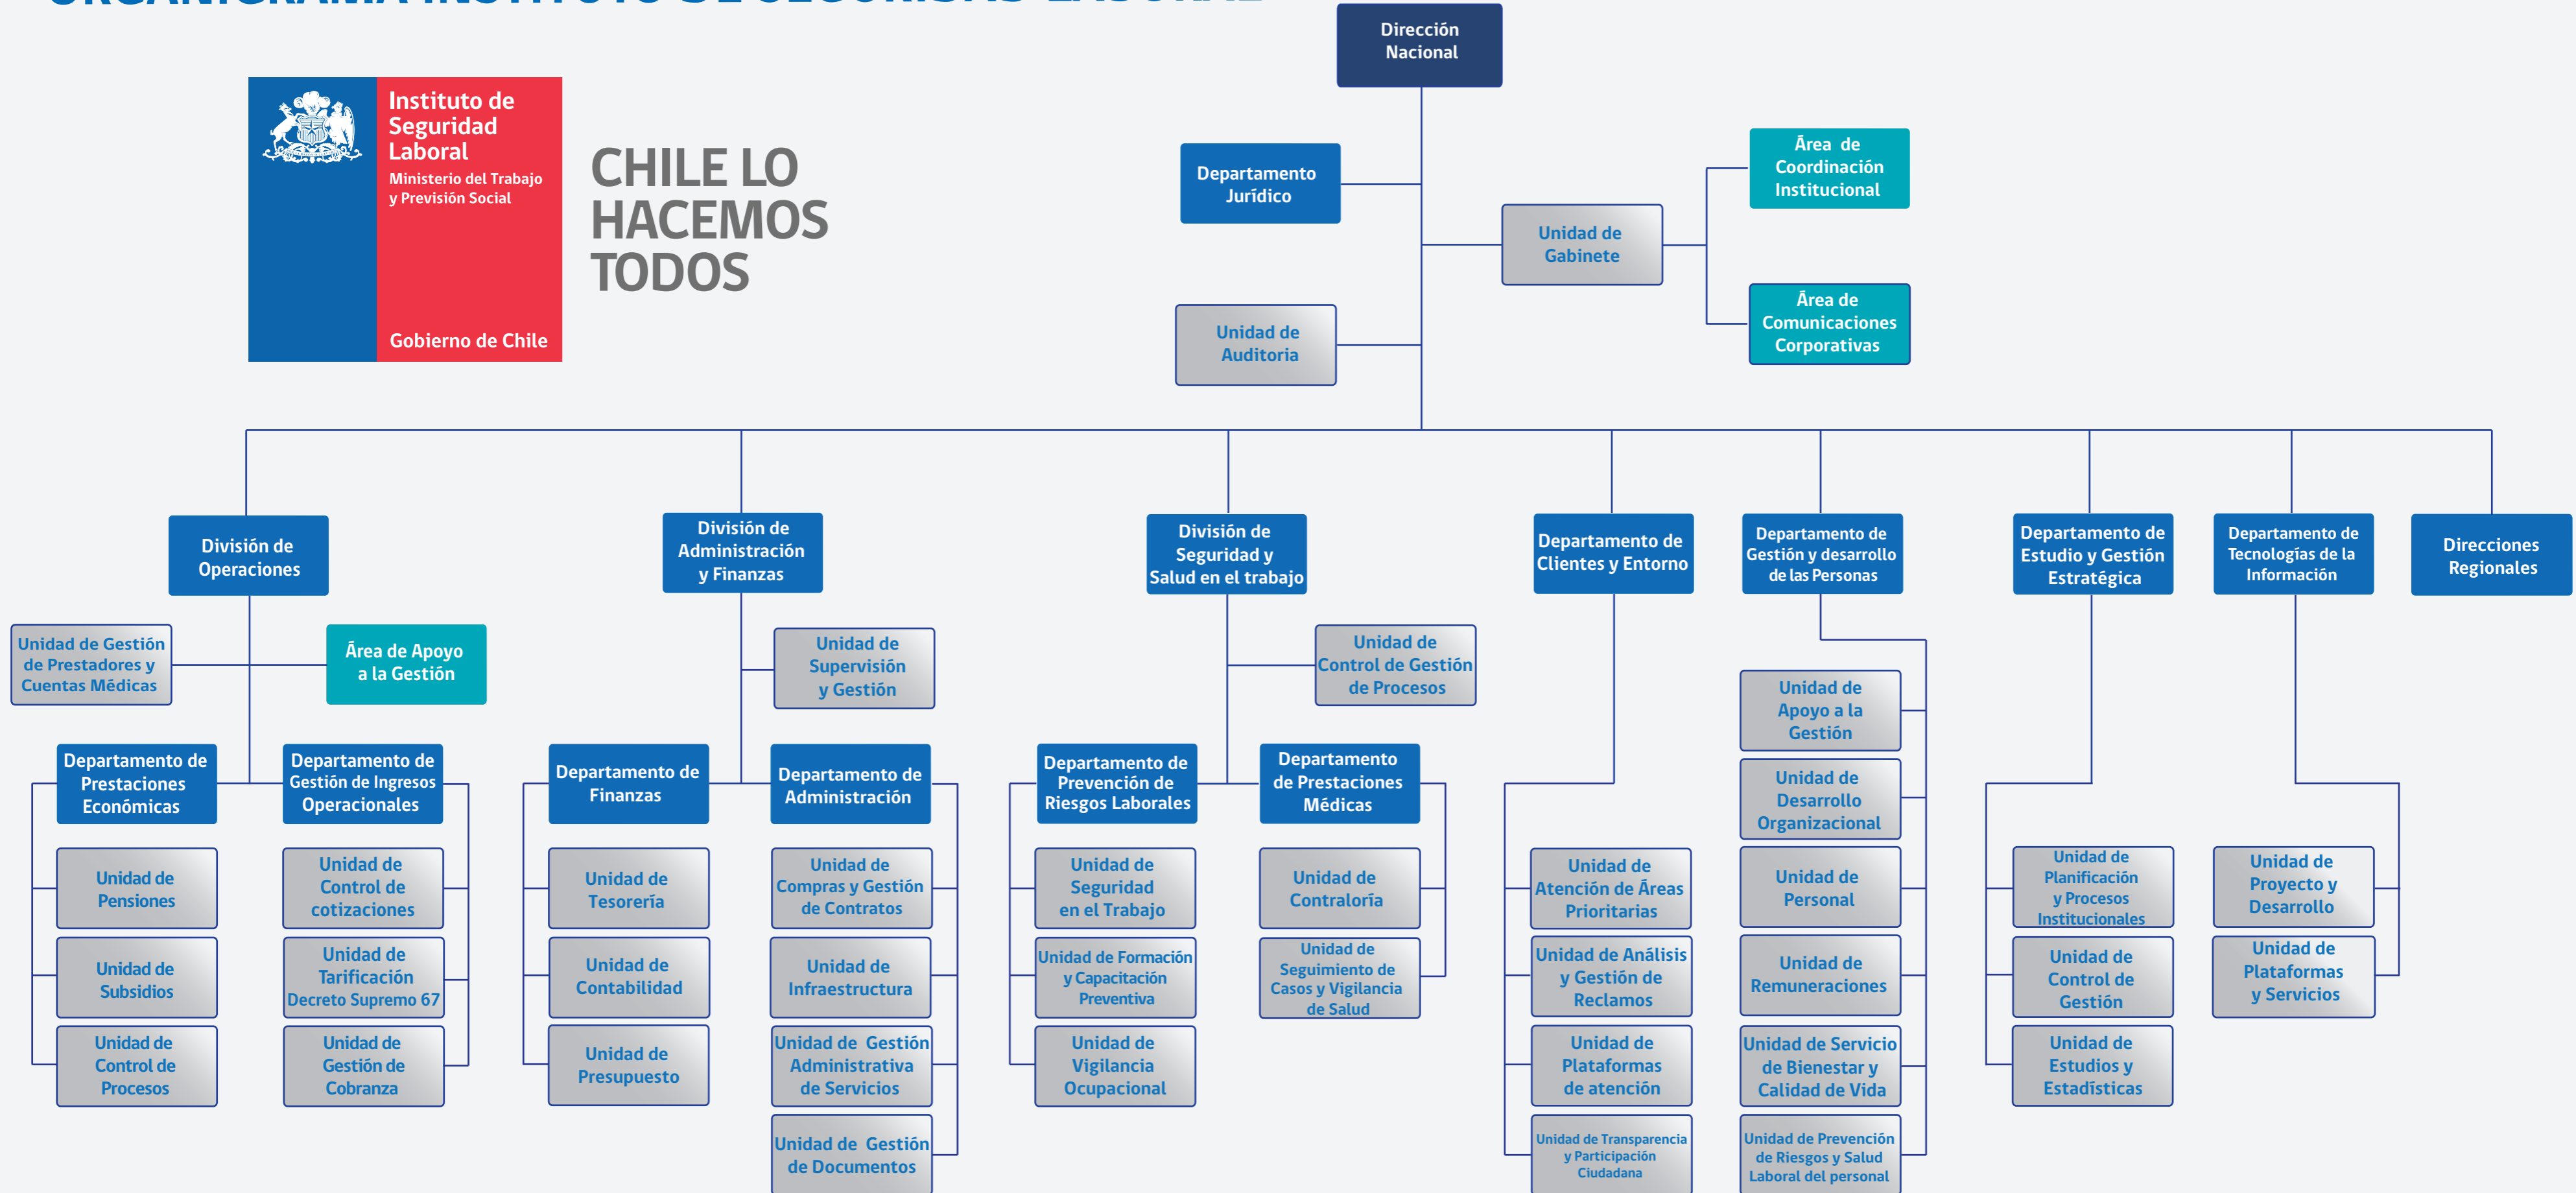 ORGANIGRAMA INSTITUTO DE SEGURIDAD LABORAL
Dirección
Nacional
Instituto de
Seguridad
Laboral
Ministerio del Trabajo
y Previsión Social
Gobierno de Chile
CHILE LO
HACEMOS
TODOS
Departamento
Jurídico
Área de
Coordinación
Institucional
Unidad de
Gabinete
Área de
Comunicaciones
Corporativas
Unidad de
Auditoria
División de
Operaciones
División de
Administración
y Finanzas
División de
Seguridad y
Salud en el trabajo
Departamento de
Clientes y Entorno
Departamento de
Gestión y desarrollo
de las Personas
Departamento de
Estudio y Gestión
Estratégica
Departamento de
Tecnologías de la
Información
Direcciones
Regionales
Unidad de Gestión
de Prestadores y
Cuentas Médicas
Área de Apoyo
a la Gestión
Unidad de
Supervisión
y Gestión
Unidad de
Control de Gestión
de Procesos
Departamento de
Prestaciones
Económicas
Departamento de
Gestión de Ingresos
Operacionales
Departamento de
Finanzas
Departamento de
Administración
Departamento de
Prevención de
Riesgos Laborales
Departamento
de Prestaciones
Médicas
Unidad de
Pensiones
Unidad de
Subsidios
Unidad de
Control de
Procesos
Unidad de
Control de
cotizaciones
Unidad de
Tarificación
Decreto Supremo 67
Unidad de
Gestión de
Cobranza
Unidad de
Tesorería
Unidad de
Contabilidad
Unidad de
Presupuesto
Unidad de
Compras y Gestión
de Contratos
Unidad de
Infraestructura
Unidad de Gestión
Administrativa
de Servicios
Unidad de Gestión
de Documentos
Unidad de
Seguridad
en el Trabajo
Unidad de Formación
y Capacitación
Preventiva
Unidad de
Vigilancia
Ocupacional
Unidad de
Contraloría
Unidad de
Seguimiento de
Casos y Vigilancia
de Salud
Unidad de
Atención de Áreas
Prioritarias
Unidad de Análisis
y Gestión de
Reclamos
Unidad de
Plataformas
de atención
Unidad de Transparencia
y Participación
Ciudadana
Unidad de
Apoyo a la
Gestión
Unidad de
Desarrollo
Organizacional
Unidad de
Personal
Unidad de
Remuneraciones
Unidad de Servicio
de Bienestar y
Calidad de Vida
Unidad de Prevención
de Riesgos y Salud
Laboral del personal
Unidad de
Planificación
y Procesos
Institucionales
Unidad de
Control de
Gestión
Unidad de
Estudios y
Estadísticas
Unidad de
Proyecto y
Desarrollo
Unidad de
Plataformas
y Servicios